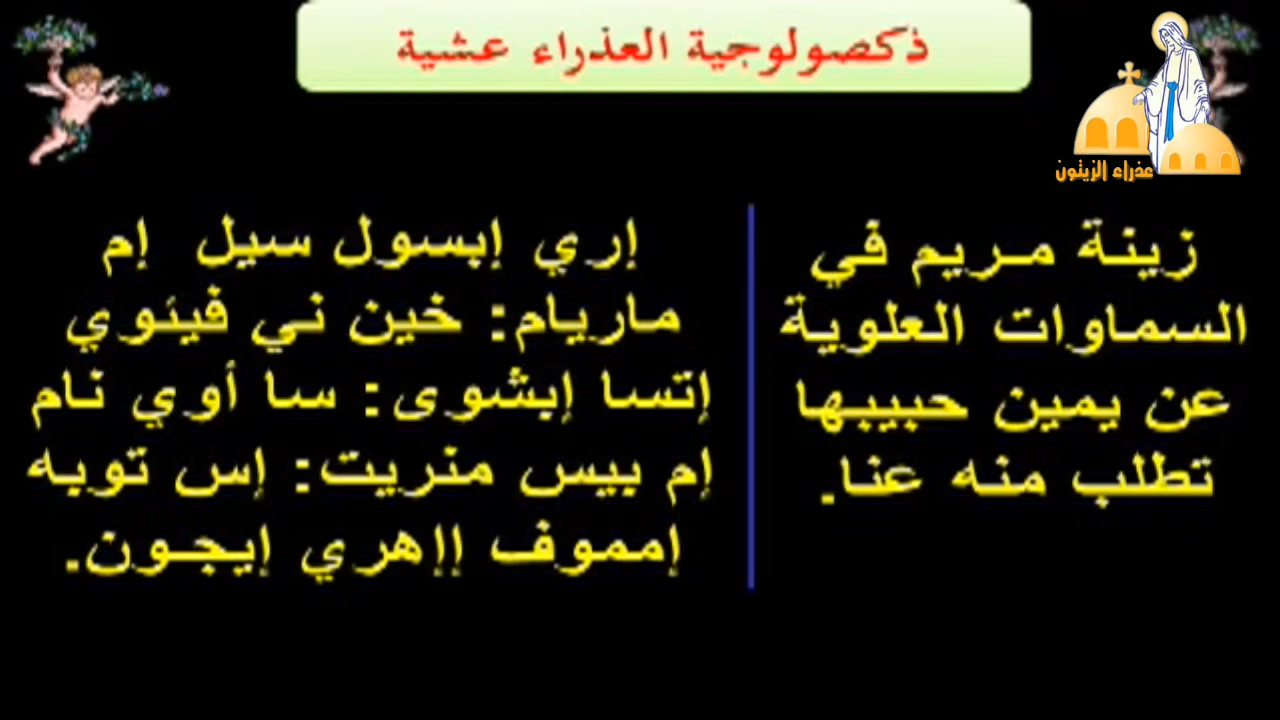 ذكصولوجية العذراء عشية
عذراء الزيتون
زينة مريم في
السماوات العلوية
عن يمين حبيبها
تطلب منه عنا.
إري إبسول سيل إم
ماريام: خين ني فيئوي
إتسا إبشوى: سا أوي نام
إم بيس منريت: إس توبه
إمموف إإهري إيجون.